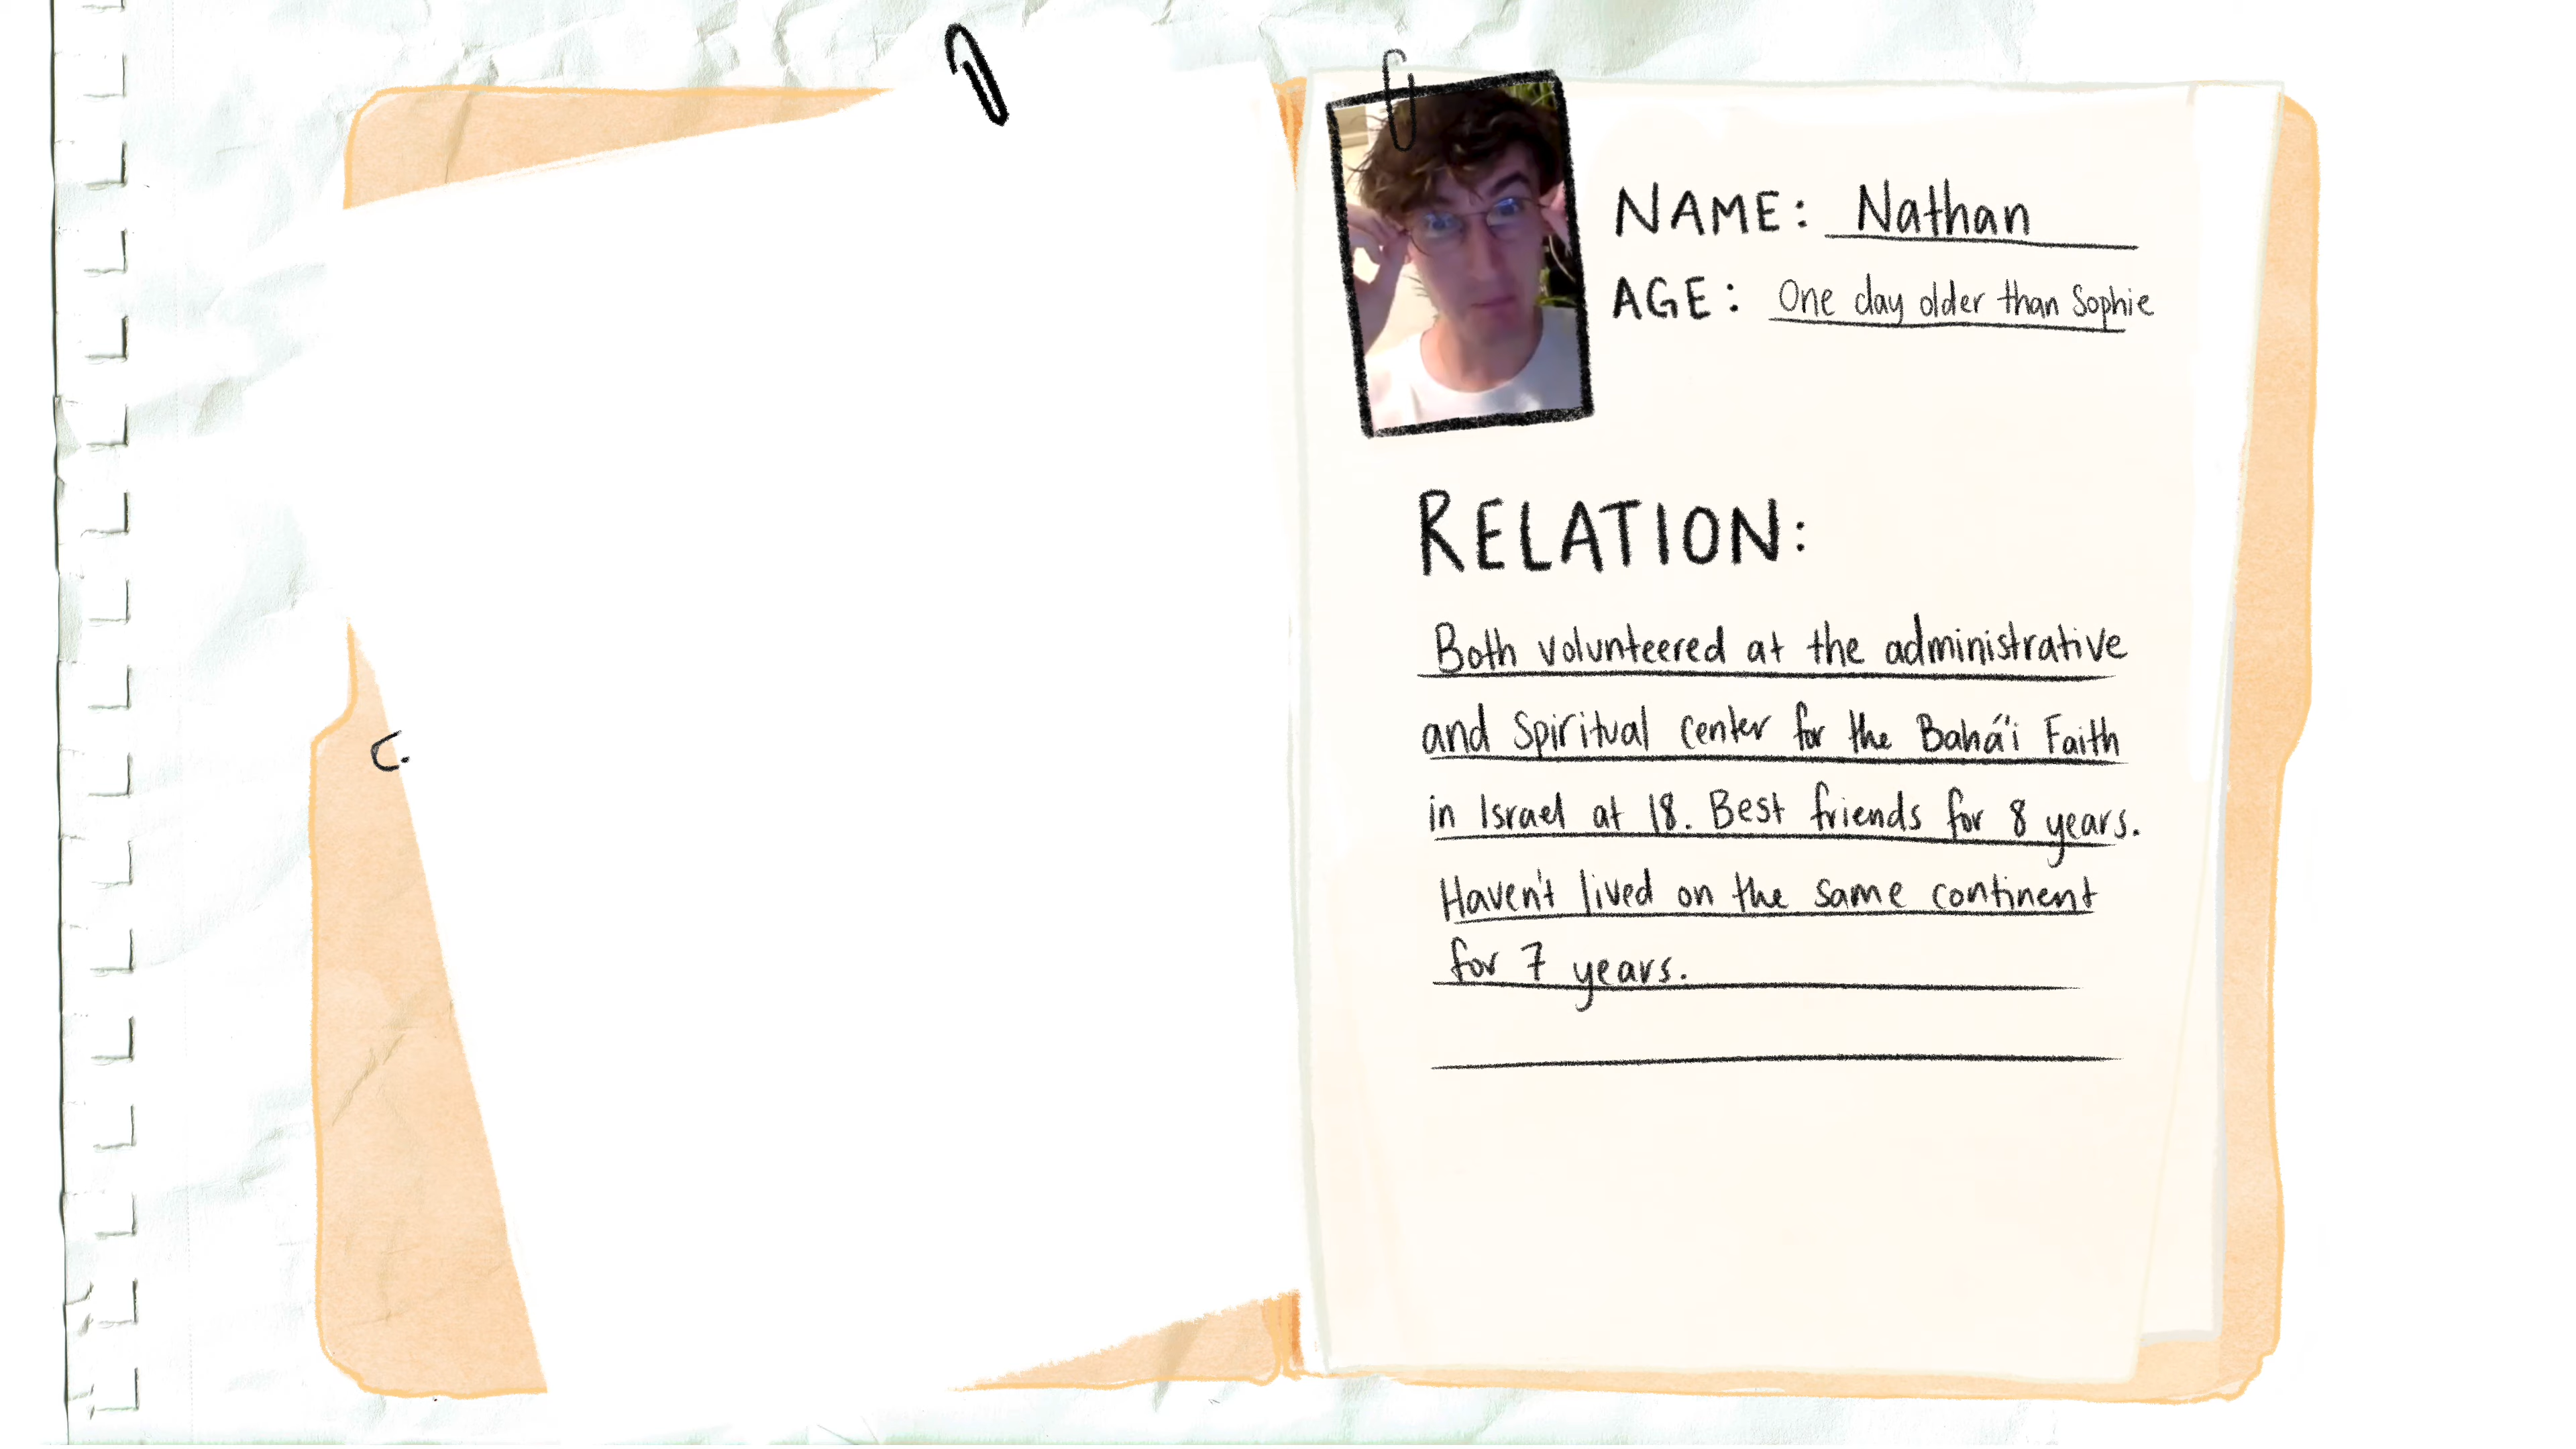 NAME: Nathan
AGE: One day older than Sophie
RELATION:
Both volunteered at the administrative
and Spiritual center for the Bahá'i Faith
in Israel at 18. Best friends for 8 years.
Haven't lived on the same continent
for 7 years.